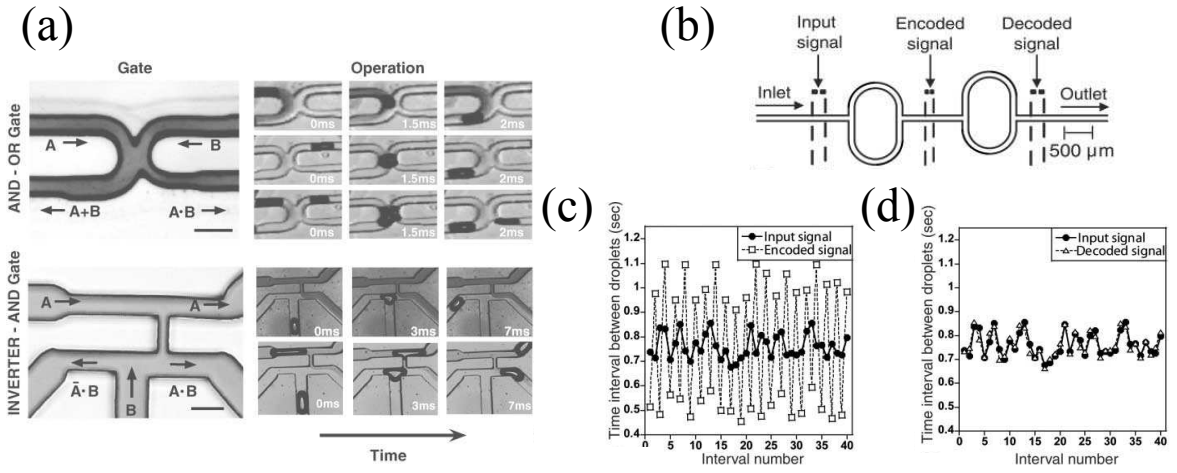 (a)
Gate
Operation
AND - OR Gate
A
B
A+B
A·B
0ms
1.5ms
2ms
0ms
1.5ms
2ms
0ms
1.5ms
2ms
INVERTER - AND Gate
A
A
Ā·B
B
A·B
0ms
3ms
7ms
0ms
3ms
7ms
Time
(b)
Input signal
Encoded signal
Decoded signal
Inlet
Outlet
500 μm
(c)
Time interval between droplets (sec)
1.2
1.1
1.0
0.9
0.8
0.7
0.6
0.5
0.4
Input signal
Encoded signal
0 5 10 15 20 25 30 35 40
Interval number
(d)
Time interval between droplets (sec)
1.2
1.1
1.0
0.9
0.8
0.7
0.6
0.5
0.4
Input signal
Decoded signal
0 5 10 15 20 25 30 35 40
Interval number